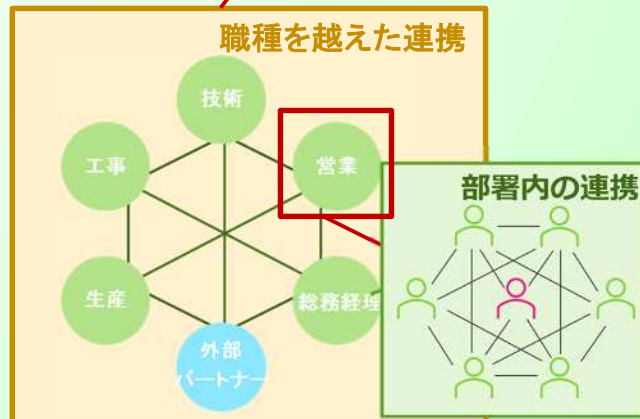 職種を越えた連携
技術
工事
営業
部署内の連携
生産
総務経理
外部
パートナー